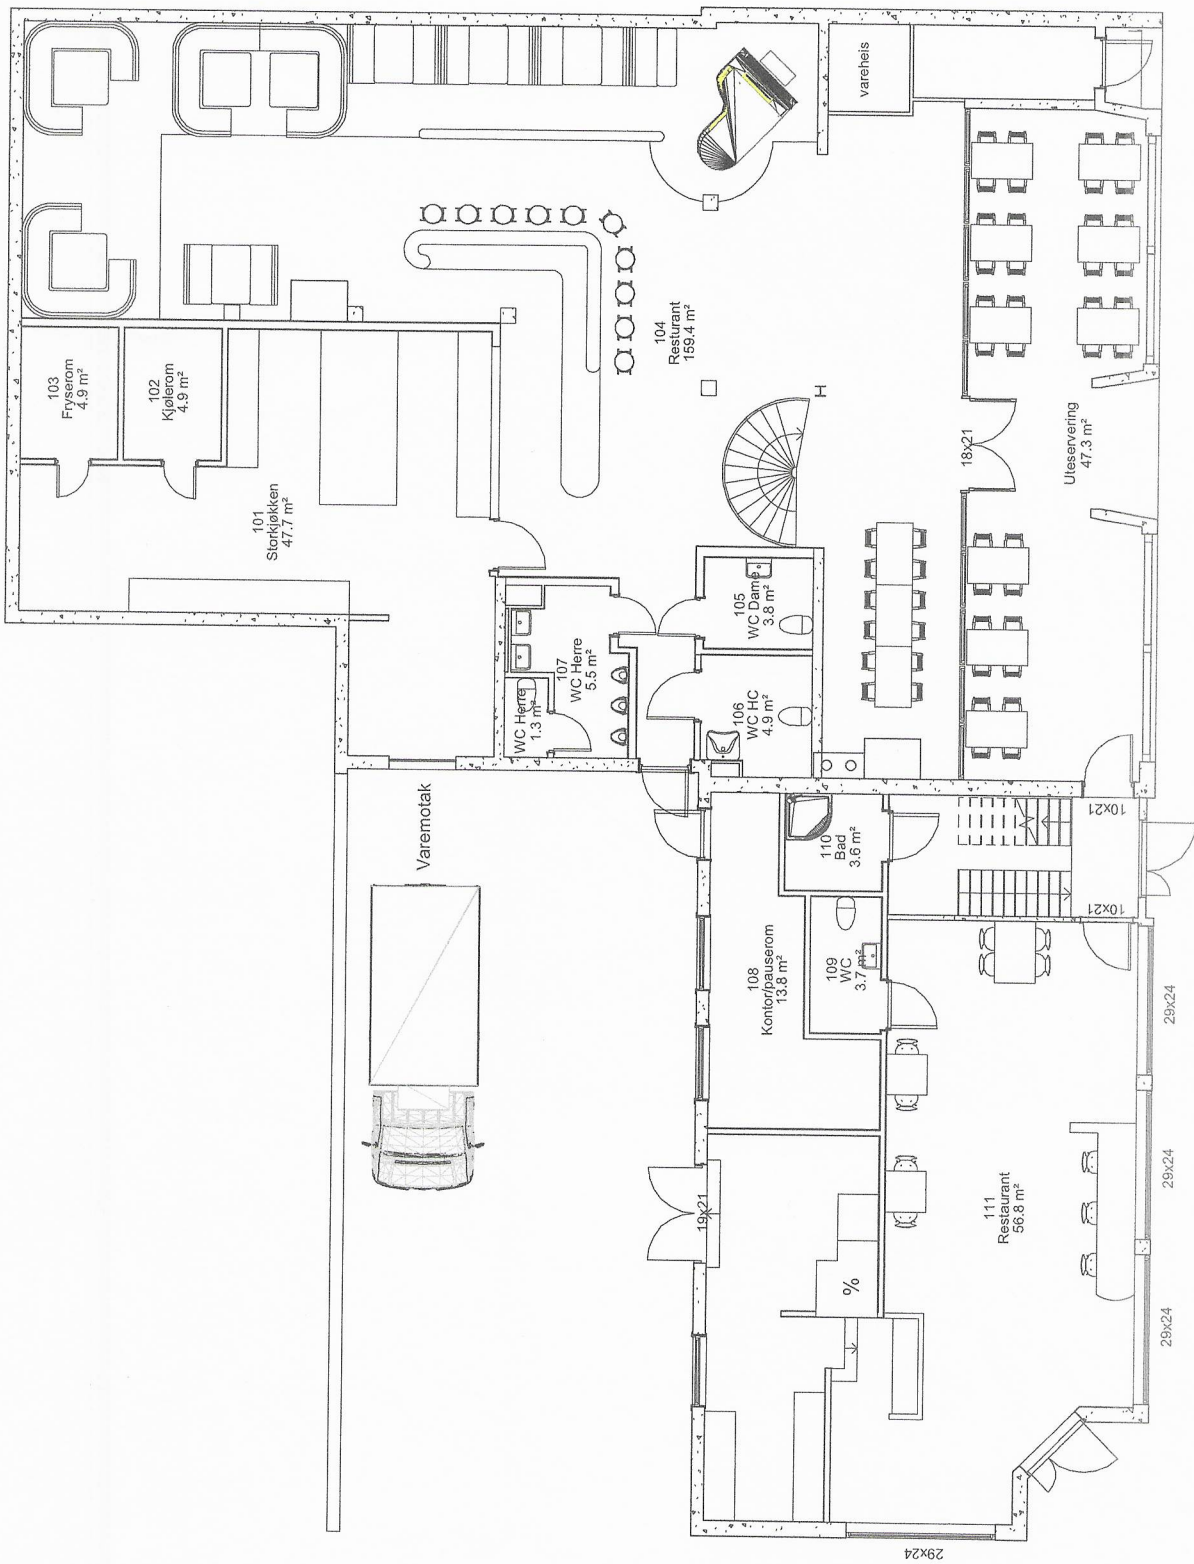 vareheis
103
Fryserom
4.9 m²
102
Kjølerom
4.9 m²
101
Storkjøkken
47.7 m²
104
Resturant
159.4 m²
H
18x21
Uteservering
47.3 m²
105
WC Dame
3.8 m²
107
WC Herre
5.5 m²
WC Herre
1.3 m²
106
WC HC
4.9 m²
Varemotak
110
Bad
3.6 m²
10x21
10x21
108
Kontor/pauserom
13.8 m²
109
WC
3.7 m²
29x24
19x21
111
Restaurant
56.8 m²
29x24
%
29x24
29x24